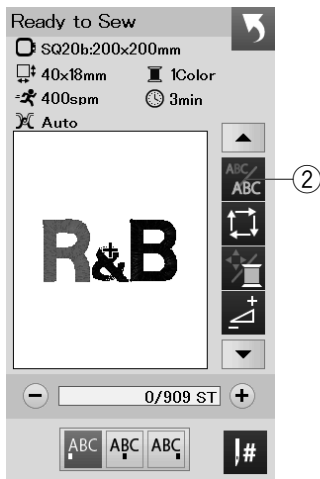 Ready to Sew
SQ20b:200x200mm
40x18mm 1Color
400spm 3min
Auto
ABC
ABC
2
R&B
0/909 ST
ABC ABC ABC
#